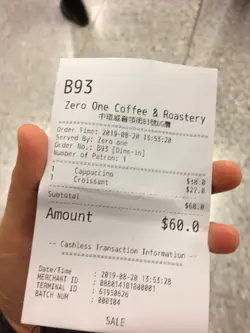 B93
Zero One Coffee & Roastery
Order Time: 2019-08-20 13:53:20
Served By: Zero one
Order No.: B93 [Dine-in]
Number of Patron: 1
1 Cappuccino $38.0
1 Croissant $22.0
Subtotal $60.0
Amount $60.0
-- Cashless Transaction Information --
Date/Time : 2019-08-20 13:53:28
MERCHANT ID : 088014101800001
TERMINAL ID : 61950626
BATCH NUM : 000304
SALE